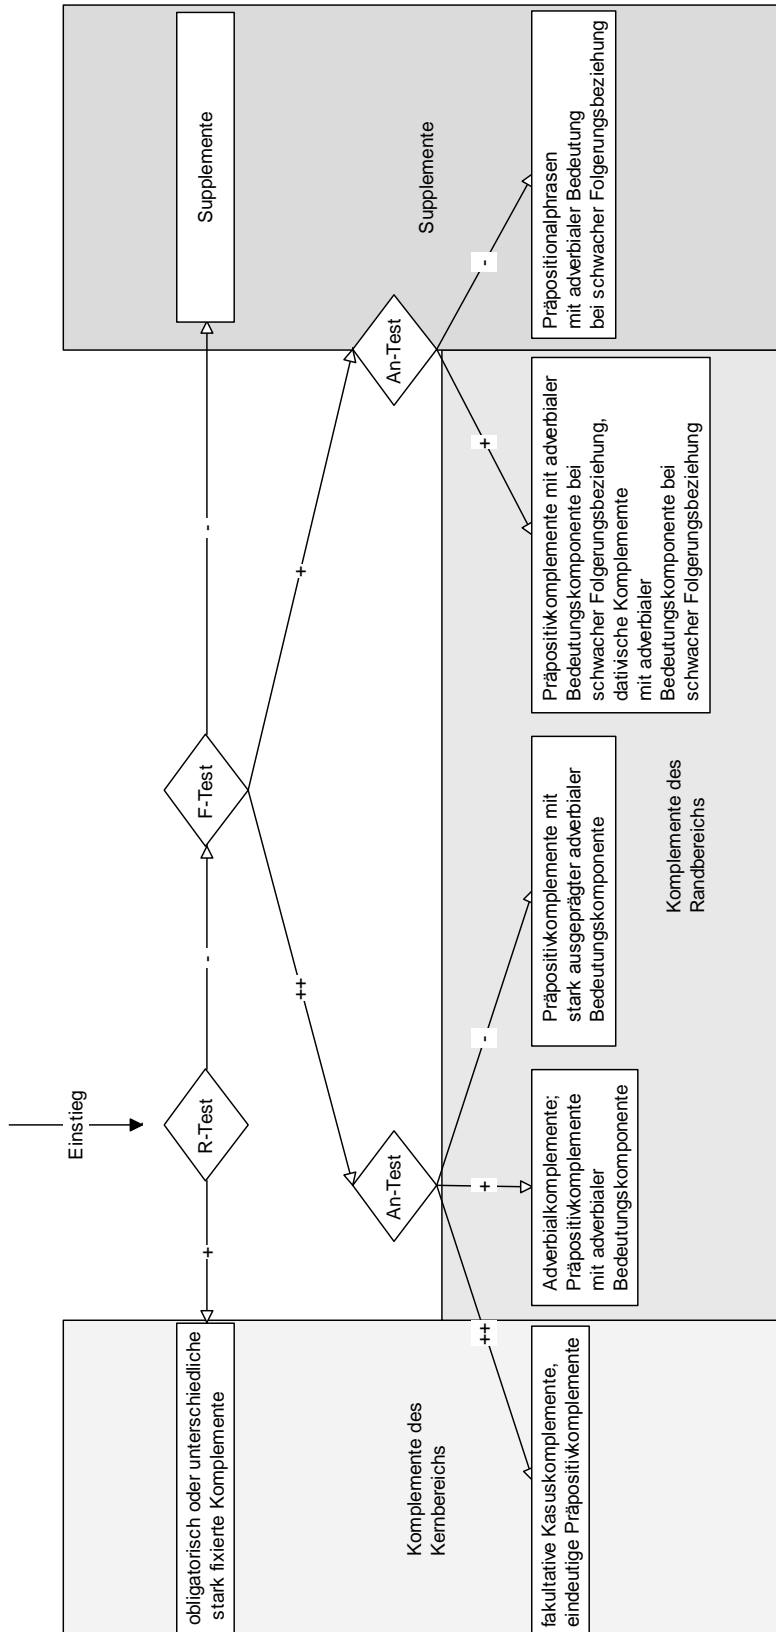 Einstieg
obligatorisch oder unterschiedliche
stark fixierte Komplemente
+
R-Test
-
F-Test
-
Supplemente
++
+
An-Test
An-Test
Komplemente des
Kernbereichs
Supplemente
++
+
-
+
-
fakultative Kasuskomplemente,
eindeutige Präpositivkomplemente
Adverbialkomplemente;
Präpositivkomplemente
mit adverbialer
Bedeutungskomponente
Präpositivkomplemente mit
stark ausgeprägter adverbialer
Bedeutungskomponente
Präpositivkomplemente mit adverbialer
Bedeutungskomponente bei
schwacher Folgerungsbeziehung,
dativische Komplememte
mit adverbialer
Bedeutungskomponente bei
schwacher Folgerungsbeziehung
Präpositionalphrasen
mit adverbialer Bedeutung
bei schwacher Folgerungsbeziehung
Komplemente des
Randbereichs